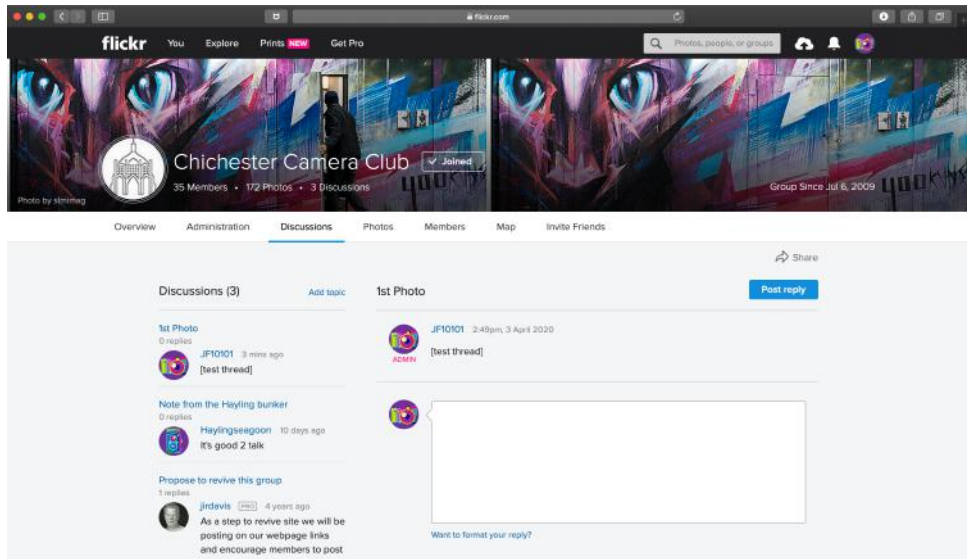 flickr.com
flickr You Explore Prints NEW Get Pro Photos, people, or groups
Chichester Camera Club ✓ Joined
35 Members • 172 Photos • 3 Discussions
Group Since Jul 6, 2009
Photo by simimag
Overview Administration Discussions Photos Members Map Invite Friends
Share
Discussions (3) Add topic
1st Photo
0 replies
JF10101 3 mins ago
[test thread]
Note from the Hayling bunker
0 replies
Haylingseagoon 10 days ago
It's good 2 talk
Propose to revive this group
1 replies
jirdavis PRO 4 years ago
As a step to revive site we will be
posting on our webpage links
and encourage members to post
1st Photo Post reply
JF10101 2:49pm, 3 April 2020
ADMIN
[test thread]
Want to format your reply?